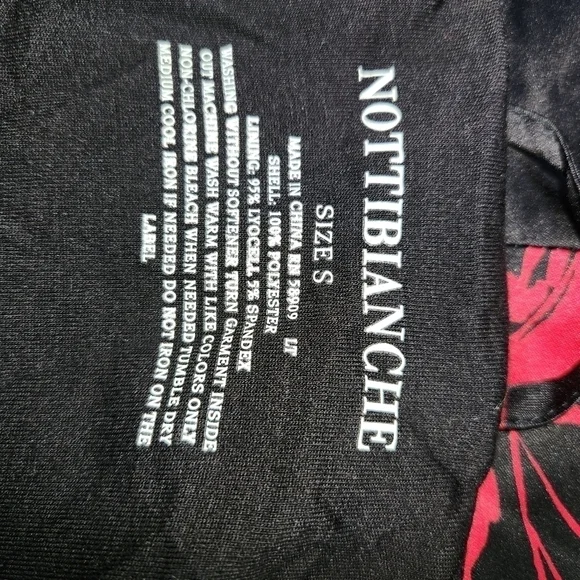 NOTTIBIANCHE
SIZE S
MADE IN CHINA RN 58909 LT
SHELL: 100% POLYESTER
LINING: 95% LYOCELL 5% SPANDEX
WASHING WITHOUT SOFTENER TURN GARMENT INSIDE
OUT MACHINE WASH WARM WITH LIKE COLORS ONLY
NON-CHLORINE BLEACH WHEN NEEDED TUMBLE DRY
MEDIUM COOL IRON IF NEEDED DO NOT IRON ON THE
LABEL